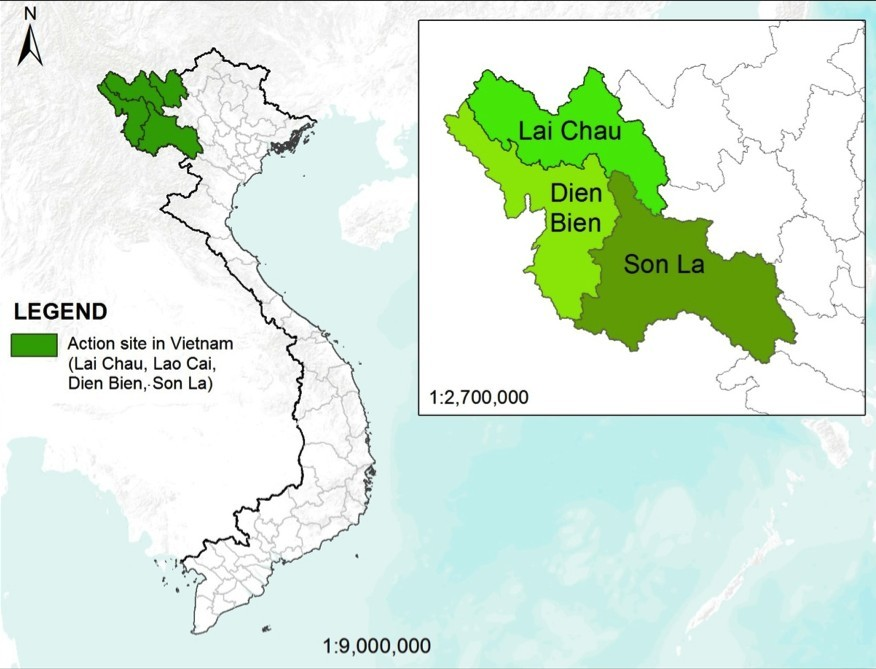 N
LEGEND
Action site in Vietnam
(Lai Chau, Lao Cai,
Dien Bien, Son La)
1:9,000,000
Lai Chau
Dien
Bien
Son La
1:2,700,000